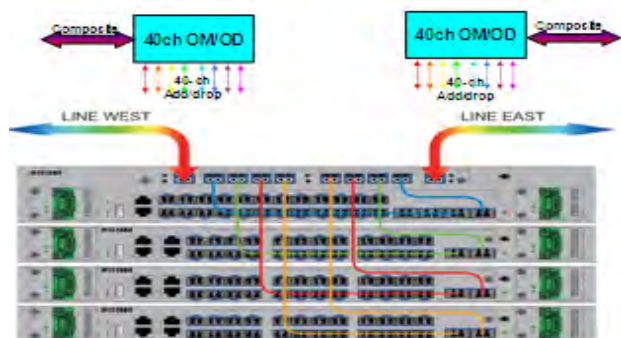 Composite
40ch OM/OD
40ch OM/OD
Composite
40-ch
Add/drop
40-ch
Add/drop
LINE WEST
LINE EAST